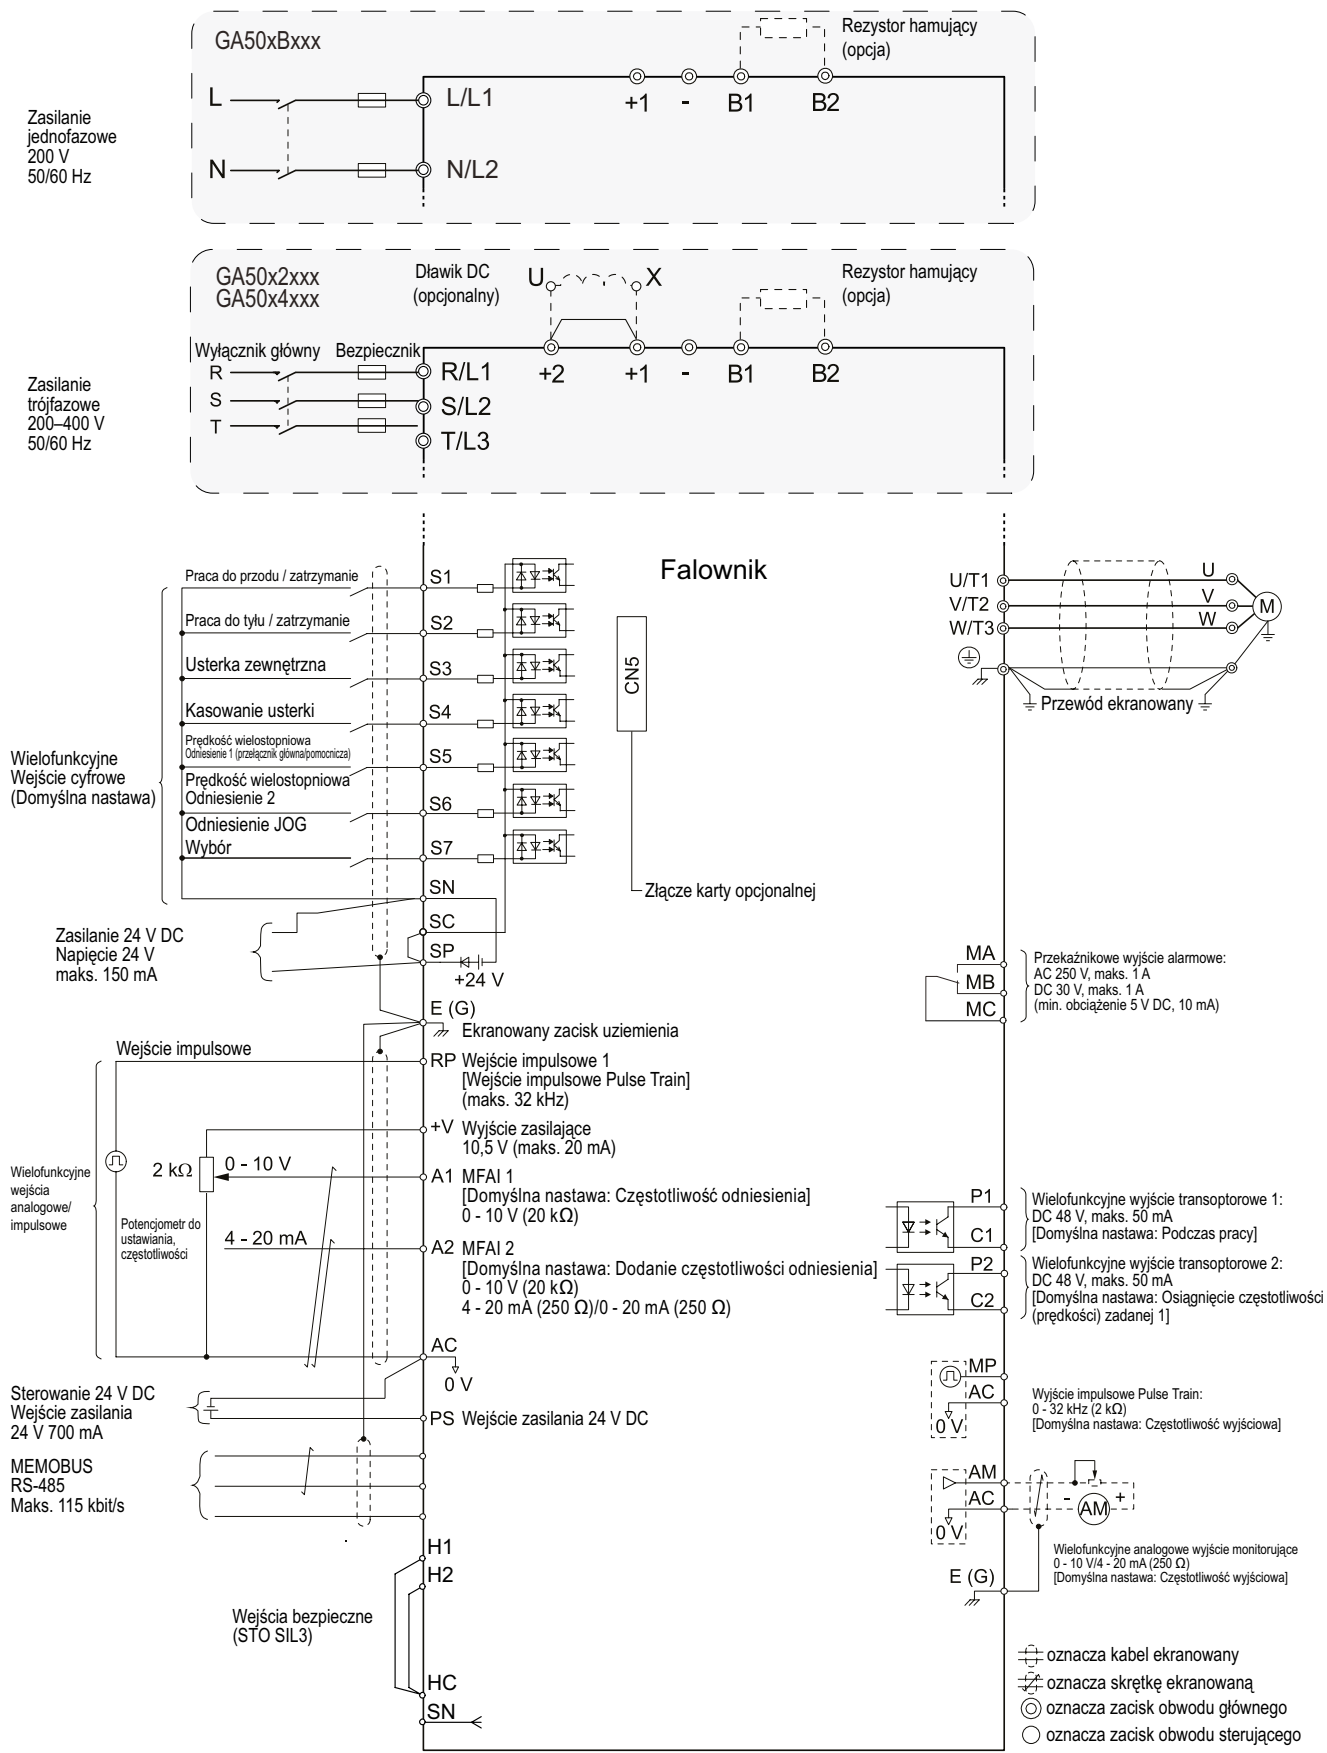 GA50xBxxx
Rezystor hamujący
(opcja)
L
L/L1
+1
-
B1
B2
Zasilanie
jednofazowe
200 V
50/60 Hz
N
N/L2
GA50x2xxx
GA50x4xxx
Dławik DC
(opcjonalny)
U
X
Rezystor hamujący
(opcja)
Wyłącznik główny
Bezpiecznik
R
R/L1
+2
+1
-
B1
B2
Zasilanie
trójfazowe
200–400 V
50/60 Hz
S
S/L2
T
T/L3
Falownik
Praca do przodu / zatrzymanie
S1
Praca do tyłu / zatrzymanie
S2
Usterka zewnętrzna
S3
Kasowanie usterki
S4
Prędkość wielostopniowa
Odniesienie 1 (przełącznik główna/pomocnicza)
S5
Wielofunkcyjne
Wejście cyfrowe
(Domyślna nastawa)
Prędkość wielostopniowa
Odniesienie 2
S6
Odniesienie JOG
Wybór
S7
CN5
Złącze karty opcjonalnej
U/T1
V/T2
W/T3
U
V
W
M
Przewód ekranowany
SN
SC
SP
+24 V
Zasilanie 24 V DC
Napięcie 24 V
maks. 150 mA
E (G)
Ekranowany zacisk uziemienia
MA
MB
MC
Przekaźnikowe wyjście alarmowe:
AC 250 V, maks. 1 A
DC 30 V, maks. 1 A
(min. obciążenie 5 V DC, 10 mA)
Wejście impulsowe
RP
Wejście impulsowe 1
[Wejście impulsowe Pulse Train]
(maks. 32 kHz)
+V
Wyjście zasilające
10,5 V (maks. 20 mA)
Wielofunkcyjne
wejścia
analogowe/
impulsowe
2 kΩ
0 - 10 V
A1
MFAI 1
[Domyślna nastawa: Częstotliwość odniesienia]
0 - 10 V (20 kΩ)
Potencjometr do
ustawiania,
częstotliwości
4 - 20 mA
A2
MFAI 2
[Domyślna nastawa: Dodanie częstotliwości odniesienia]
0 - 10 V (20 kΩ)
4 - 20 mA (250 Ω)/0 - 20 mA (250 Ω)
P1
C1
Wielofunkcyjne wyjście transoptorowe 1:
DC 48 V, maks. 50 mA
[Domyślna nastawa: Podczas pracy]
P2
C2
Wielofunkcyjne wyjście transoptorowe 2:
DC 48 V, maks. 50 mA
[Domyślna nastawa: Osiągnięcie częstotliwości
(prędkości) zadanej 1]
AC
0 V
Sterowanie 24 V DC
Wejście zasilania
24 V 700 mA
PS
Wejście zasilania 24 V DC
MP
AC
0 V
Wyjście impulsowe Pulse Train:
0 - 32 kHz (2 kΩ)
[Domyślna nastawa: Częstotliwość wyjściowa]
MEMOBUS
RS-485
Maks. 115 kbit/s
AM
AC
0 V
-
AM
+
Wielofunkcyjne analogowe wyjście monitorujące
0 - 10 V/4 - 20 mA (250 Ω)
[Domyślna nastawa: Częstotliwość wyjściowa]
E (G)
H1
H2
Wejścia bezpieczne
(STO SIL3)
HC
SN
oznacza kabel ekranowany
oznacza skrętkę ekranowaną
oznacza zacisk obwodu głównego
oznacza zacisk obwodu sterującego